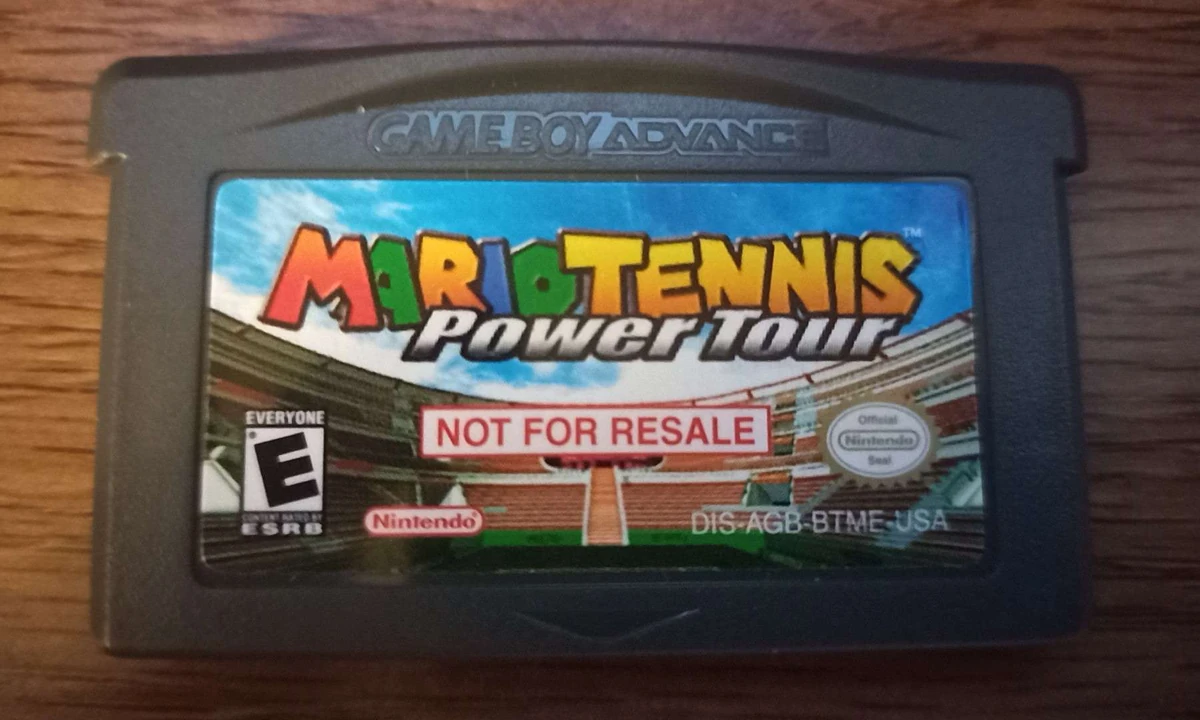 GAME BOY ADVANCE
MARIO TENNIS™
Power Tour
EVERYONE
E
CONTENT RATED BY
ESRB
NOT FOR RESALE
Official
Nintendo
Seal
Nintendo®
DIS-AGB-BTME-USA